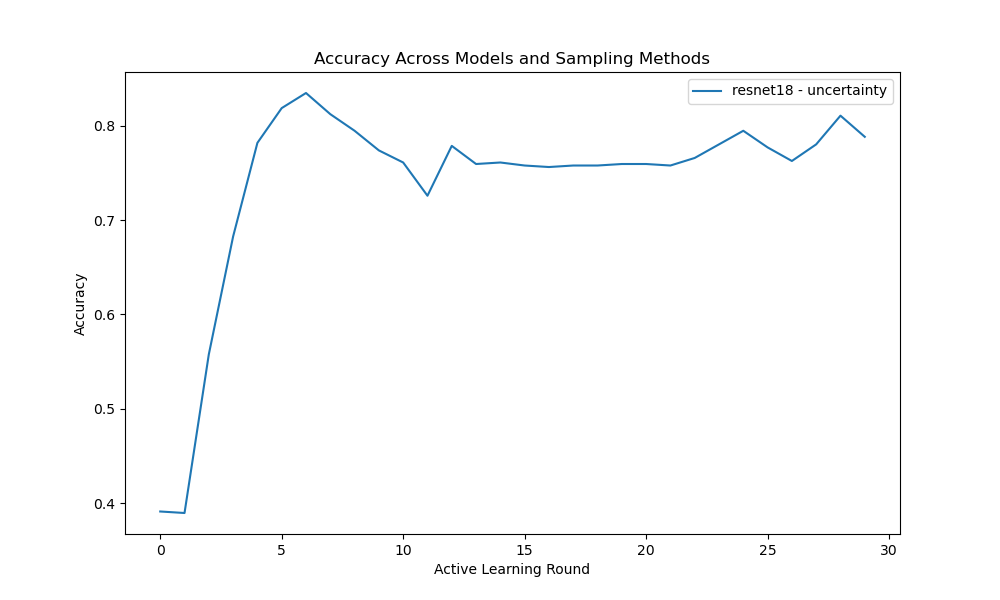 Accuracy Across Models and Sampling Methods
resnet18 - uncertainty
0.8
0.7
0.6
0.5
0.4
Accuracy
0 5 10 15 20 25 30
Active Learning Round